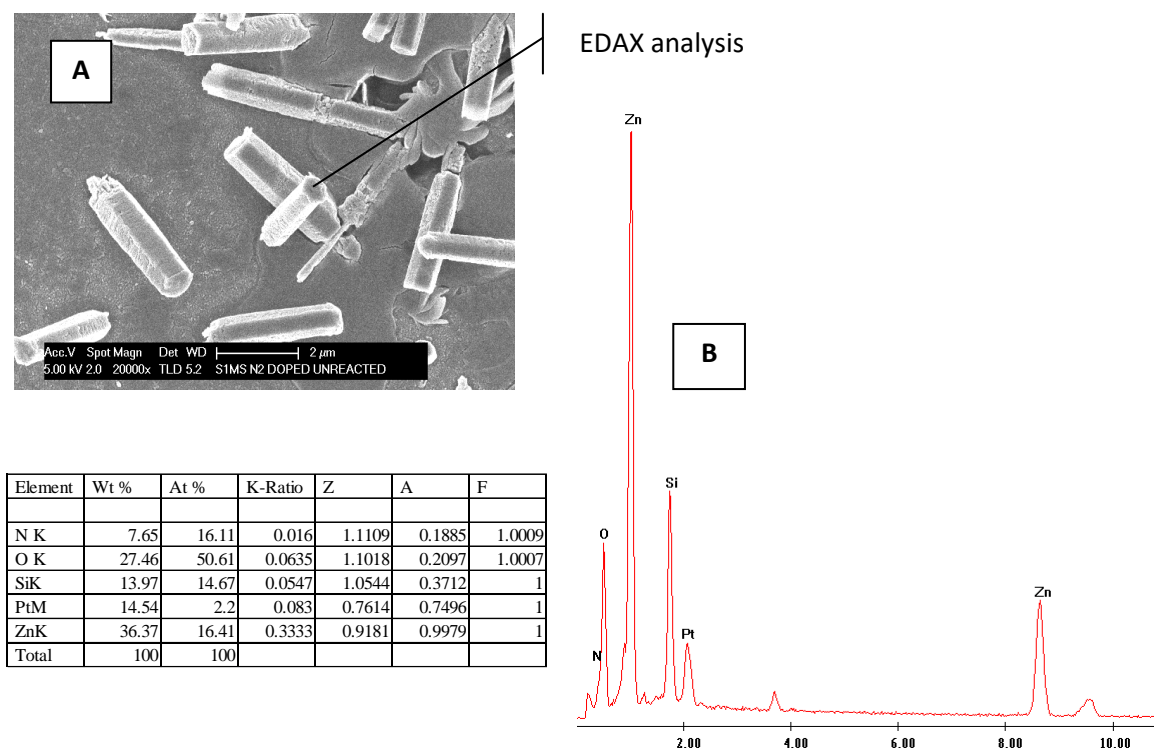 A
EDAX analysis
Acc.V Spot Magn Det WD 2 µm
5.00 kV 2.0 20000x TLD 5.2 S1MS N2 DOPED UNREACTED
Element Wt % At % K-Ratio Z A F
N K 7.65 16.11 0.016 1.1109 0.1885 1.0009
O K 27.46 50.61 0.0635 1.1018 0.2097 1.0007
SiK 13.97 14.67 0.0547 1.0544 0.3712 1
PtM 14.54 2.2 0.083 0.7614 0.7496 1
ZnK 36.37 16.41 0.3333 0.9181 0.9979 1
Total 100 100
Zn
B
Si
O
Zn
Pt
N
2.00 4.00 6.00 8.00 10.00